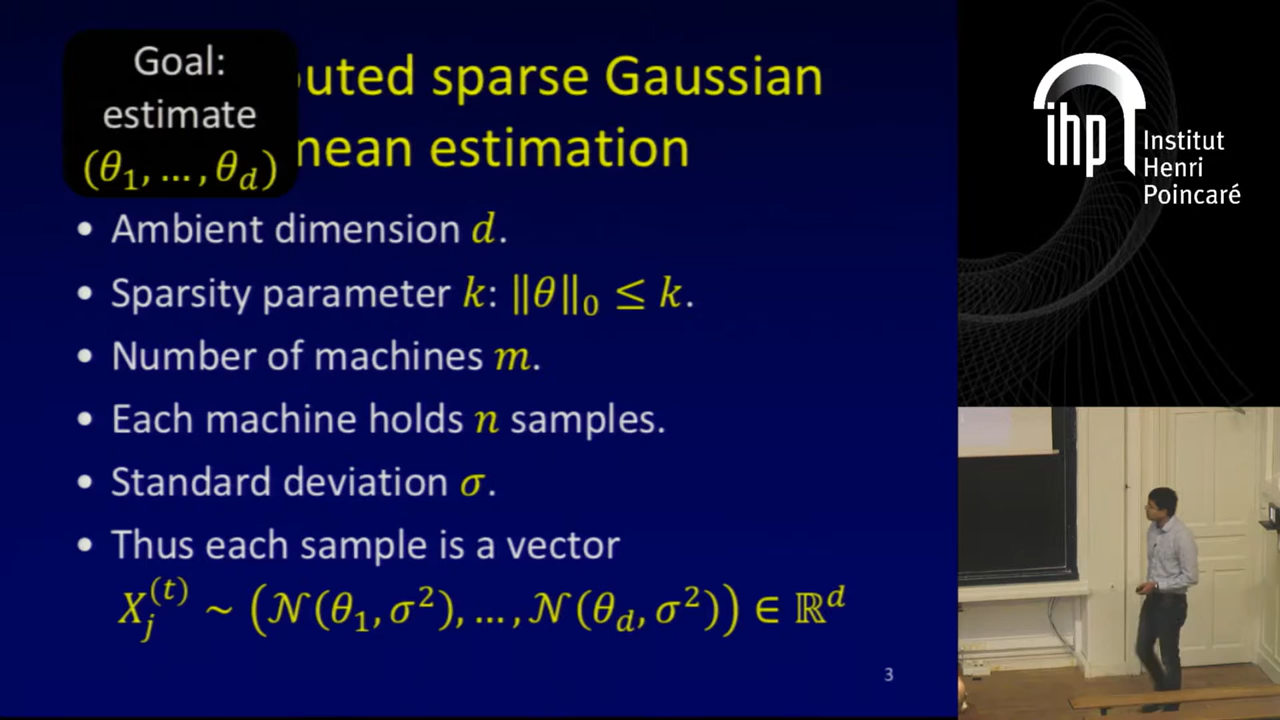 Goal:
estimate
(θ₁, …, θ_d)
uted sparse Gaussian
mean estimation
• Ambient dimension d.
• Sparsity parameter k: ‖θ‖₀ ≤ k.
• Number of machines m.
• Each machine holds n samples.
• Standard deviation σ.
• Thus each sample is a vector
X_j^(t) ~ (𝒩(θ₁, σ²), …, 𝒩(θ_d, σ²)) ∈ ℝ^d
3
ihp
Institut
Henri
Poincaré